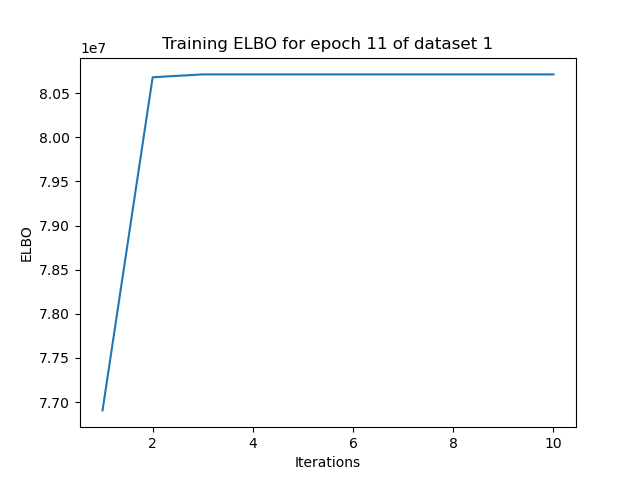 Training ELBO for epoch 11 of dataset 1
1e7
8.05
8.00
7.95
7.90
7.85
7.80
7.75
7.70
ELBO
2 4 6 8 10
Iterations